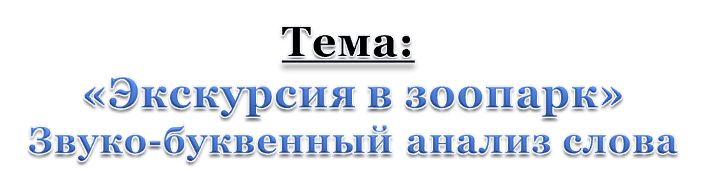 Тема:
«Экскурсия в зоопарк»
Звуко-буквенный анализ слова